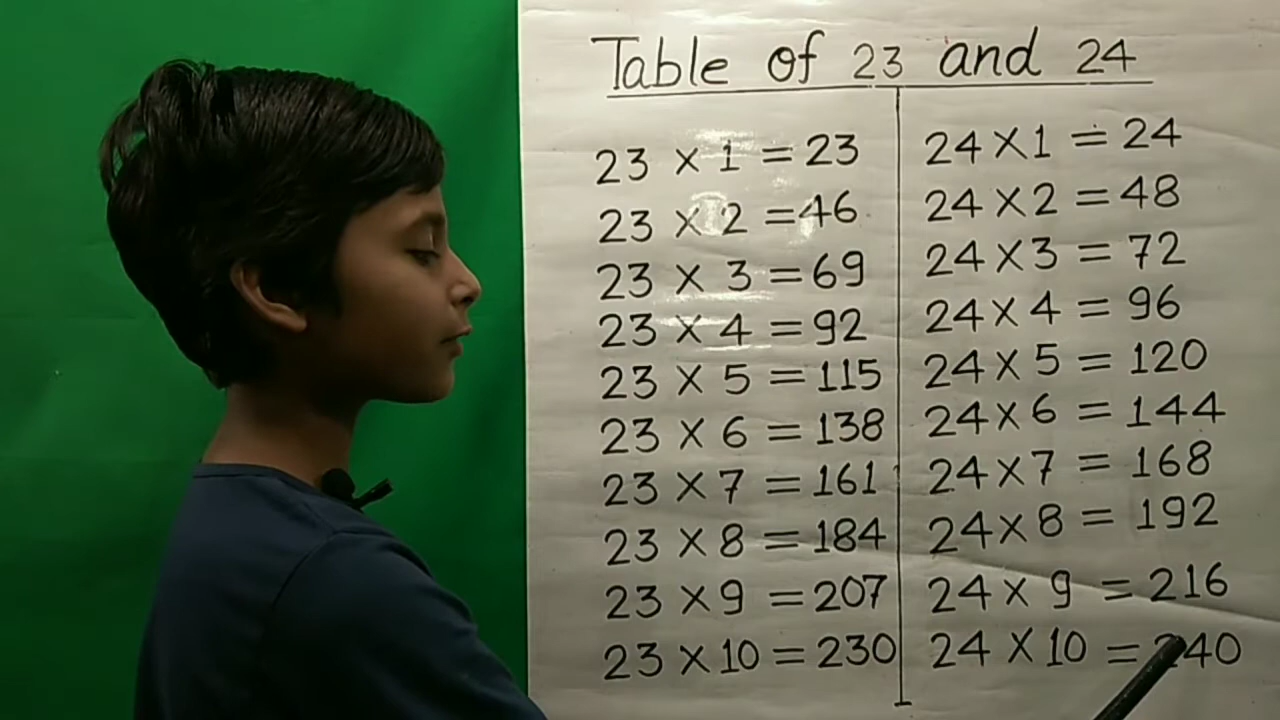 Table of 23 and 24
23 X 1 = 23
23 X 2 = 46
23 X 3 = 69
23 X 4 = 92
23 X 5 = 115
23 X 6 = 138
23 X 7 = 161
23 X 8 = 184
23 X 9 = 207
23 X 10 = 230
24 X 1 = 24
24 X 2 = 48
24 X 3 = 72
24 X 4 = 96
24 X 5 = 120
24 X 6 = 144
24 X 7 = 168
24 X 8 = 192
24 X 9 = 216
24 X 10 = 240